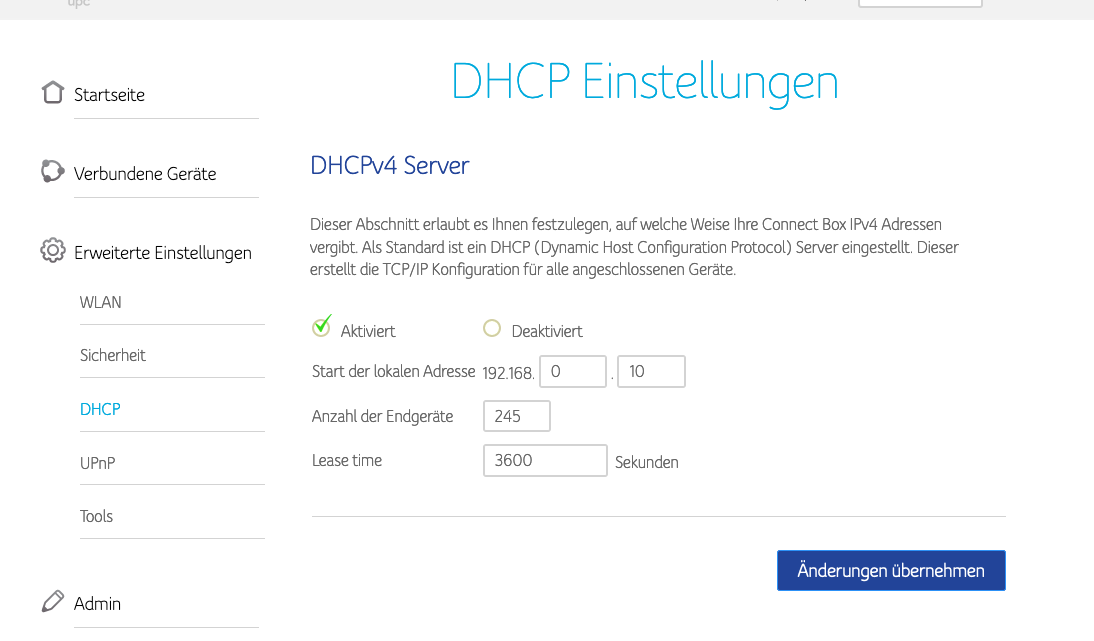 upc
Startseite
Verbundene Geräte
Erweiterte Einstellungen
WLAN
Sicherheit
DHCP
UPnP
Tools
Admin
DHCP Einstellungen
DHCPv4 Server
Dieser Abschnitt erlaubt es Ihnen festzulegen, auf welche Weise Ihre Connect Box IPv4 Adressen
vergibt. Als Standard ist ein DHCP (Dynamic Host Configuration Protocol) Server eingestellt. Dieser
erstellt die TCP/IP Konfiguration für alle angeschlossenen Geräte.
Aktiviert Deaktiviert
Start der lokalen Adresse 192.168. 0 . 10
Anzahl der Endgeräte 245
Lease time 3600 Sekunden
Änderungen übernehmen